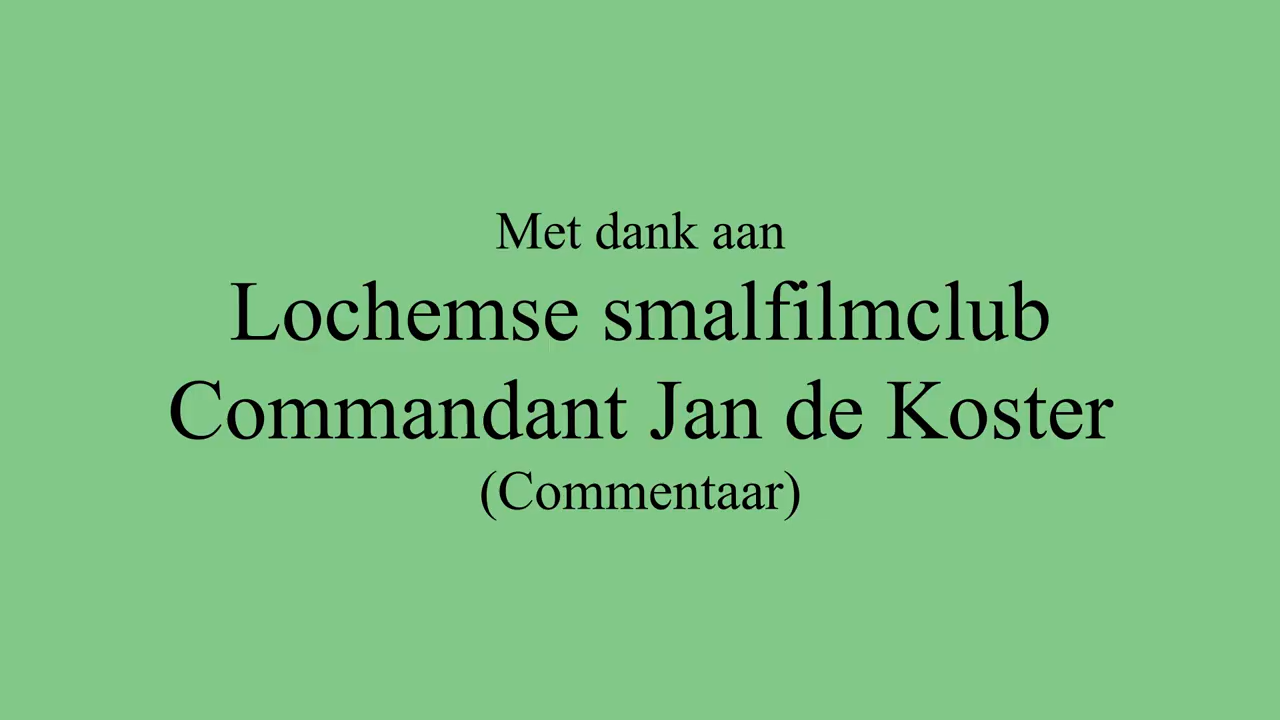 Met dank aan
Lochemse smalfilmclub
Commandant Jan de Koster
(Commentaar)